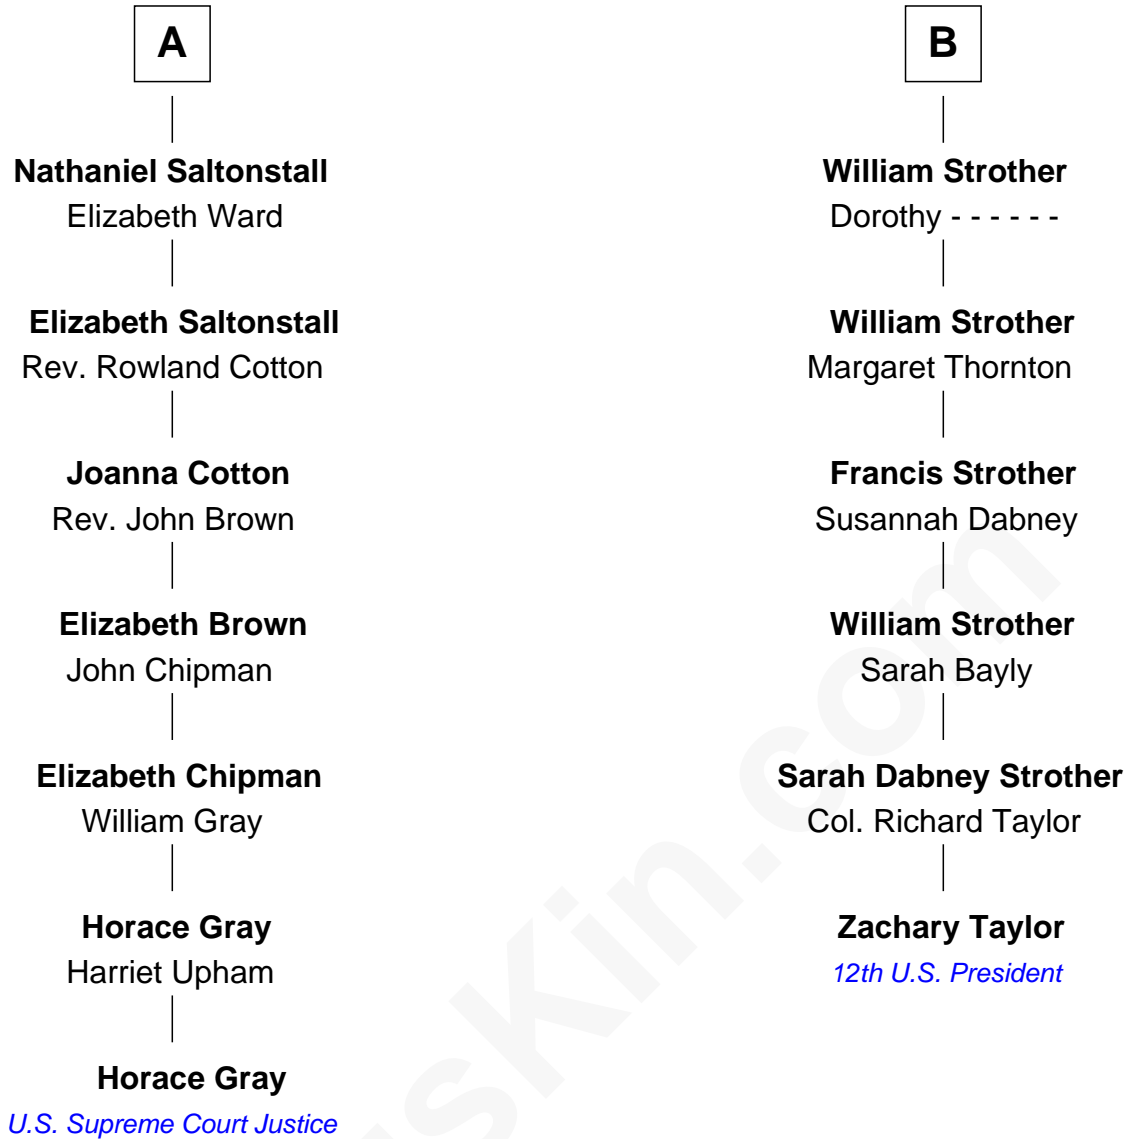 A
Nathaniel Saltonstall
Elizabeth Ward
Elizabeth Saltonstall
Rev. Rowland Cotton
Joanna Cotton
Rev. John Brown
Elizabeth Brown
John Chipman
Elizabeth Chipman
William Gray
Horace Gray
Harriet Upham
Horace Gray
U.S. Supreme Court Justice
B
William Strother
Dorothy - - - - - -
William Strother
Margaret Thornton
Francis Strother
Susannah Dabney
William Strother
Sarah Bayly
Sarah Dabney Strother
Col. Richard Taylor
Zachary Taylor
12th U.S. President
sKin.com